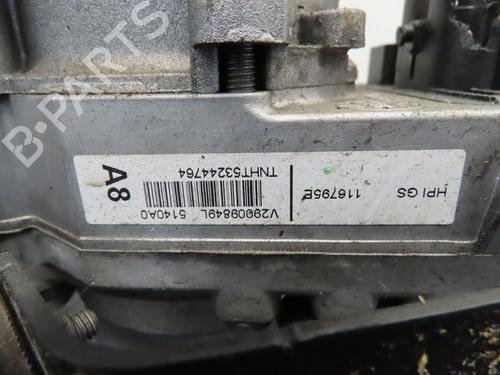 HPI GS
116795E
V29009849L 5140A0
TNHT53244764
A8
B-PARTS